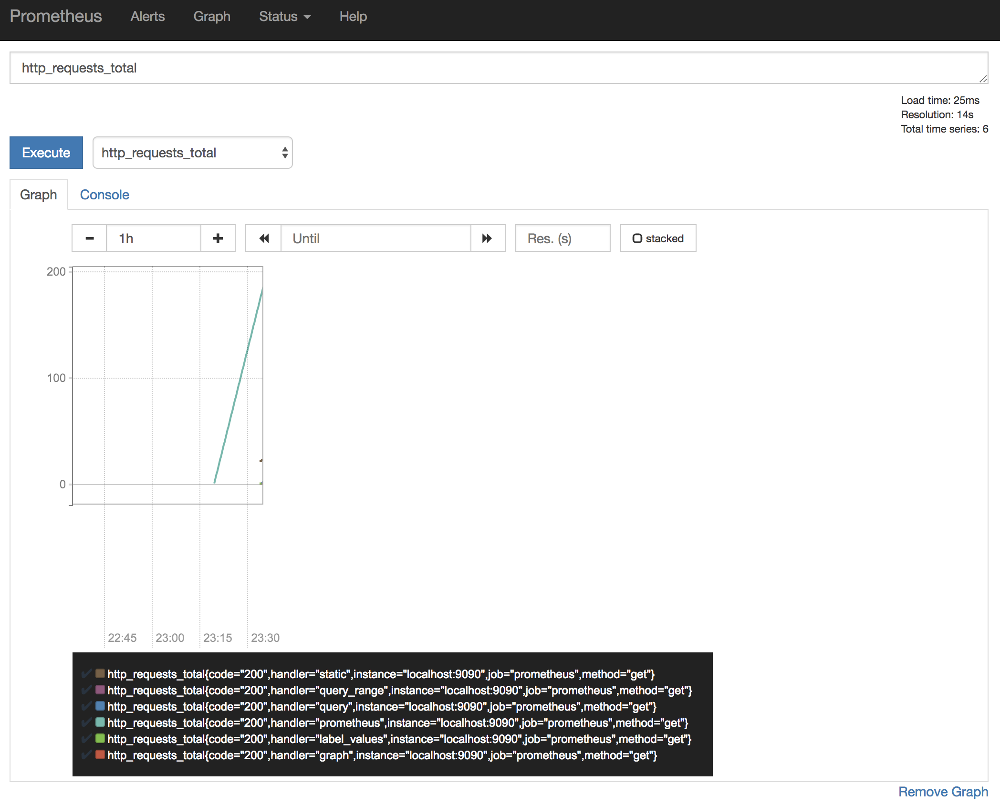 Prometheus Alerts Graph Status Help
http_requests_total
Load time: 25ms
Resolution: 14s
Total time series: 6
Execute http_requests_total
Graph Console
1h Until Res. (s) stacked
200
100
0
22:45 23:00 23:15 23:30
http_requests_total{code="200",handler="static",instance="localhost:9090",job="prometheus",method="get"}
http_requests_total{code="200",handler="query_range",instance="localhost:9090",job="prometheus",method="get"}
http_requests_total{code="200",handler="query",instance="localhost:9090",job="prometheus",method="get"}
http_requests_total{code="200",handler="prometheus",instance="localhost:9090",job="prometheus",method="get"}
http_requests_total{code="200",handler="label_values",instance="localhost:9090",job="prometheus",method="get"}
http_requests_total{code="200",handler="graph",instance="localhost:9090",job="prometheus",method="get"}
Remove Graph